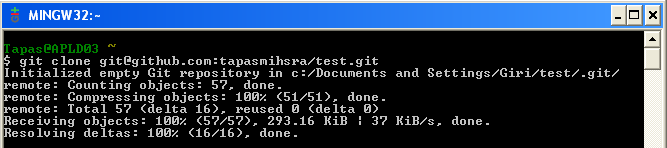 MINGW32:~
Tapas@APLD03 ~
$ git clone git@github.com:tapasmihsra/test.git
Initialized empty Git repository in c:/Documents and Settings/Giri/test/.git/
remote: Counting objects: 57, done.
remote: Compressing objects: 100% (51/51), done.
remote: Total 57 (delta 16), reused 0 (delta 0)
Receiving objects: 100% (57/57), 293.16 KiB | 37 KiB/s, done.
Resolving deltas: 100% (16/16), done.